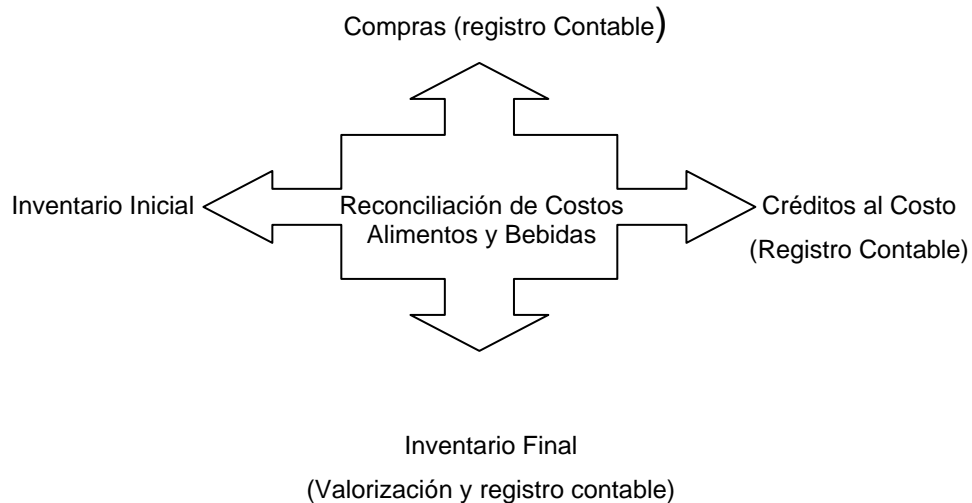 Compras (registro Contable)
Inventario Inicial
Reconciliación de Costos
Alimentos y Bebidas
Créditos al Costo
(Registro Contable)
Inventario Final
(Valorización y registro contable)